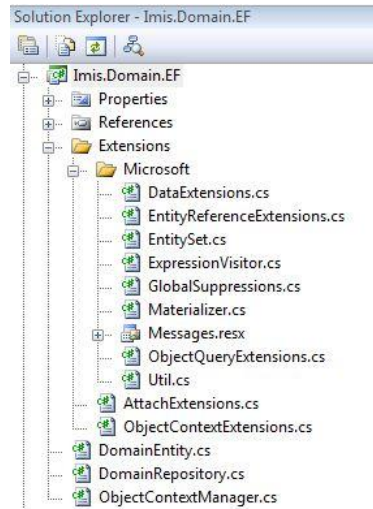 Solution Explorer - Imis.Domain.EF
Imis.Domain.EF
Properties
References
Extensions
Microsoft
DataExtensions.cs
EntityReferenceExtensions.cs
EntitySet.cs
ExpressionVisitor.cs
GlobalSuppressions.cs
Materializer.cs
Messages.resx
ObjectQueryExtensions.cs
Util.cs
AttachExtensions.cs
ObjectContextExtensions.cs
DomainEntity.cs
DomainRepository.cs
ObjectContextManager.cs